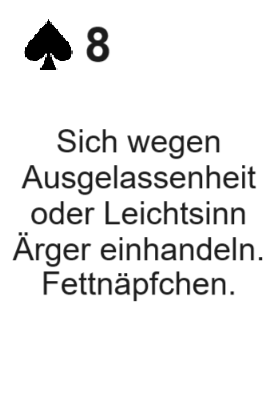 8
Sich wegen
Ausgelassenheit
oder Leichtsinn
Ärger einhandeln.
Fettnäpfchen.